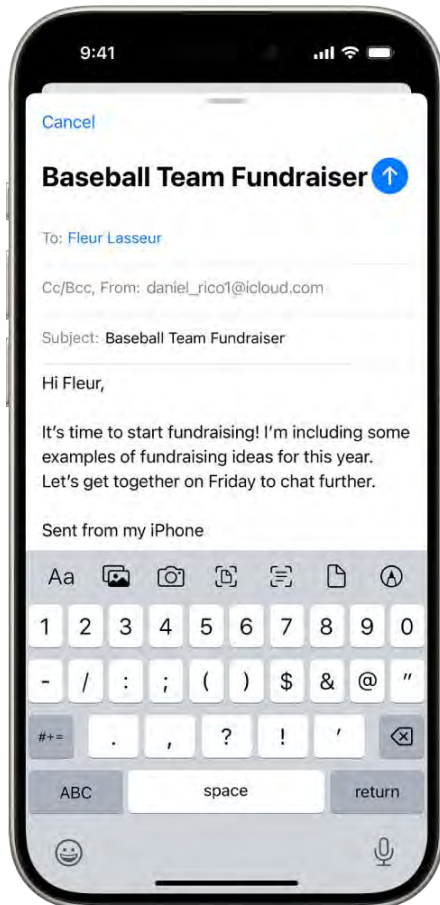 9:41
Cancel
Baseball Team Fundraiser
To: Fleur Lasseur
Cc/Bcc, From: daniel_rico1@icloud.com
Subject: Baseball Team Fundraiser
Hi Fleur,
It’s time to start fundraising! I’m including some
examples of fundraising ideas for this year.
Let’s get together on Friday to chat further.
Sent from my iPhone
Aa
1 2 3 4 5 6 7 8 9 0
- / : ; ( ) $ & @ "
#+= . , ? ! '
ABC space return